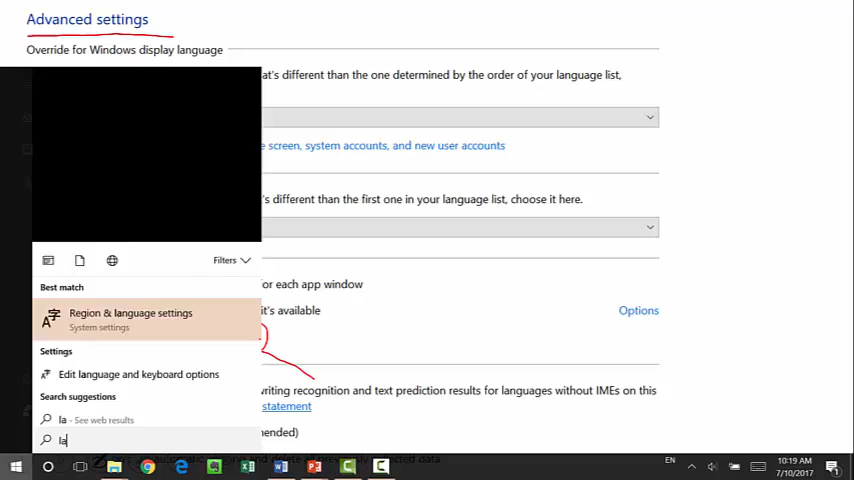 Advanced settings
Override for Windows display language
at's different than the one determined by the order of your language list,
e screen, system accounts, and new user accounts
's different than the first one in your language list, choose it here.
Filters
Best match
for each app window
Region & language settings
System settings
it's available
Options
Settings
Edit language and keyboard options
writing recognition and text prediction results for languages without IMEs on this
Search suggestions
statement
la - See web results
ended)
la
EN
10:19 AM
7/10/2017